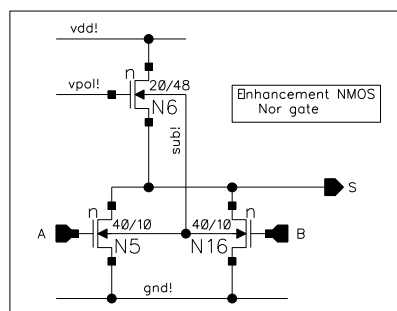 vdd!
n
vpol!
20/48
N6
Enhancement NMOS
Nor gate
sub!
S
n
n
A
40/10
40/10
B
N5
N16
gnd!